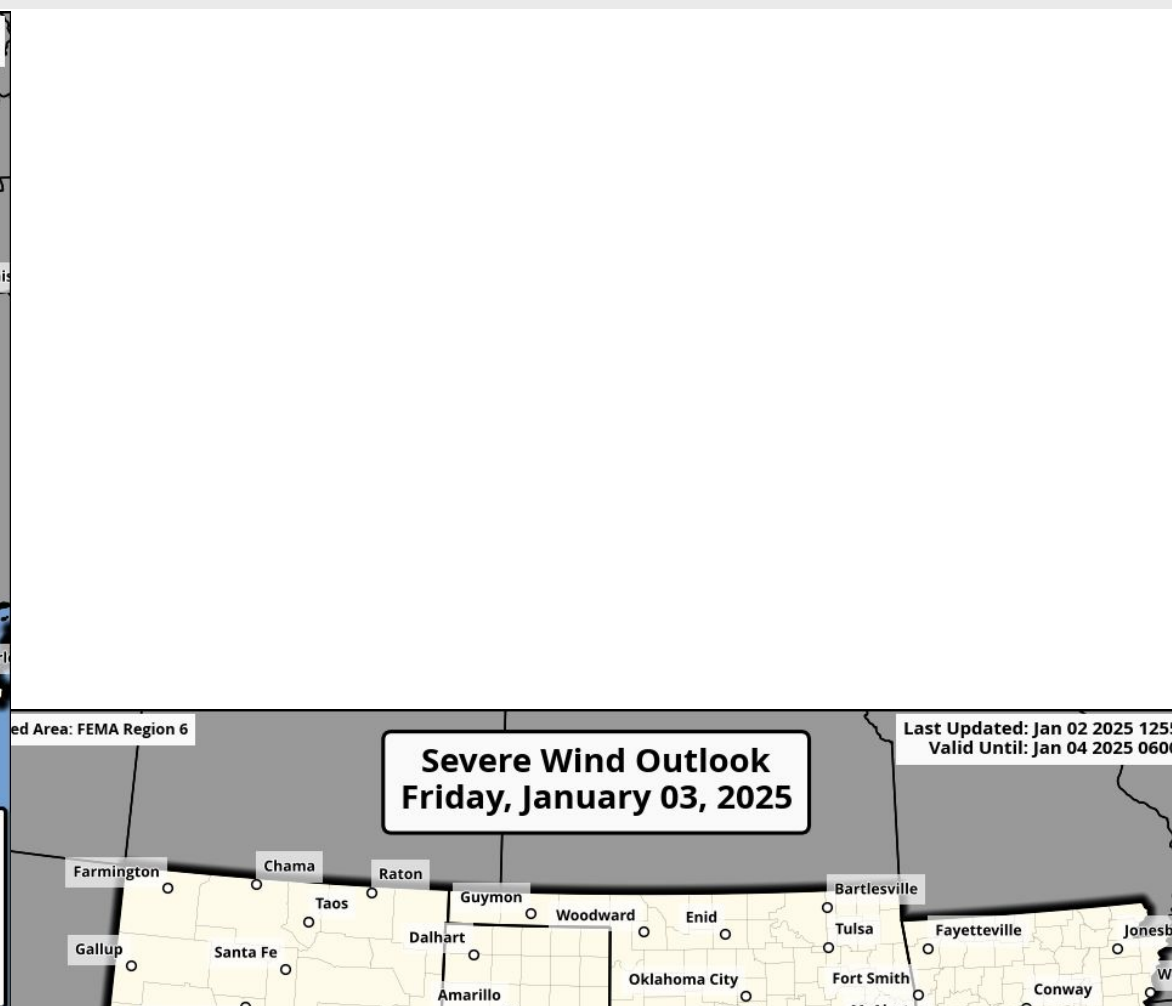 ed Area: FEMA Region 6
Last Updated: Jan 02 2025 125
Valid Until: Jan 04 2025 060
Severe Wind Outlook
Friday, January 03, 2025
Farmington
Chama
Raton
Taos
Guymon
Woodward
Enid
Bartlesville
Tulsa
Fayetteville
Jonesb
Gallup
Santa Fe
Dalhart
Amarillo
Oklahoma City
Fort Smith
Conway